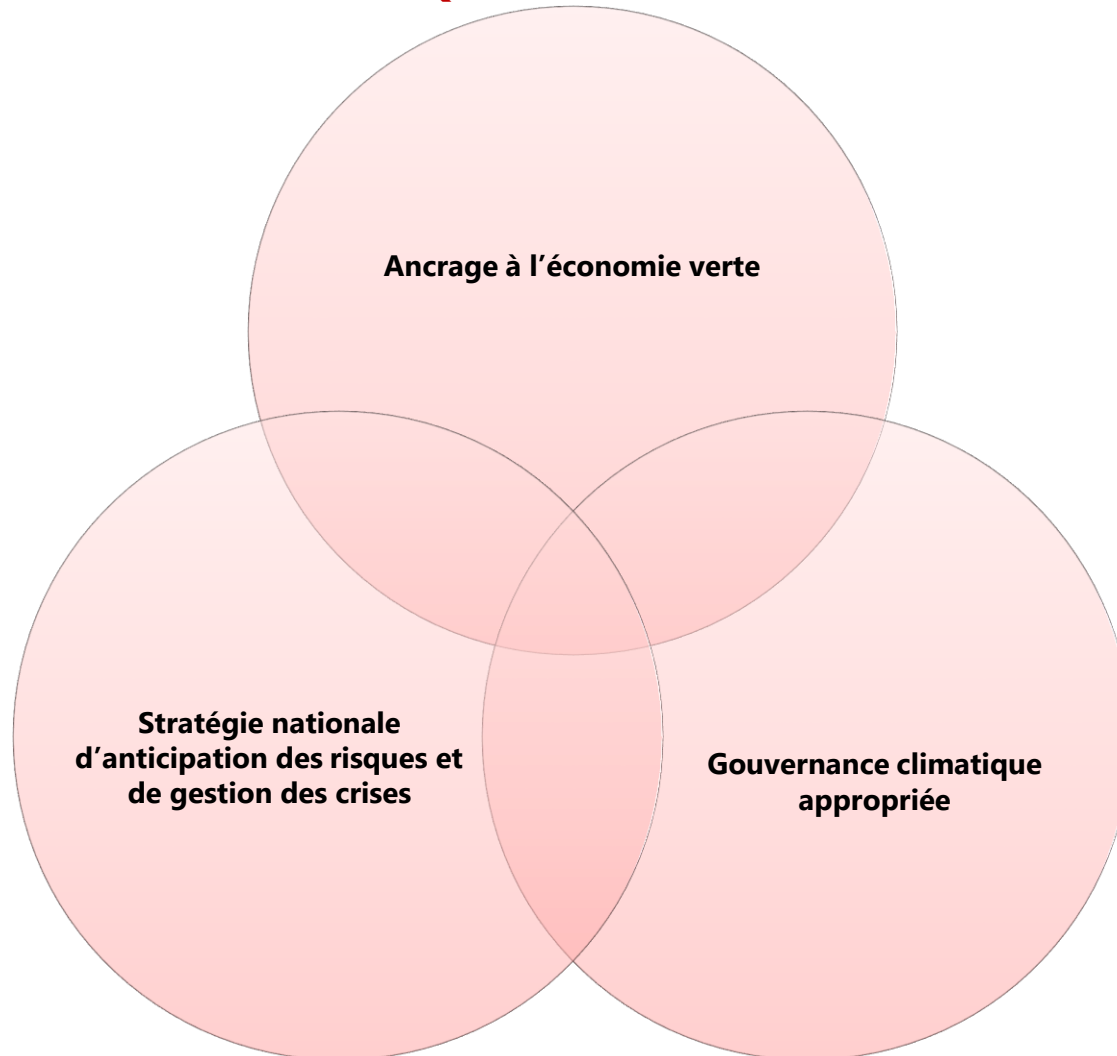 Ancrage à l’économie verte
Stratégie nationale
d’anticipation des risques et
de gestion des crises
Gouvernance climatique
appropriée